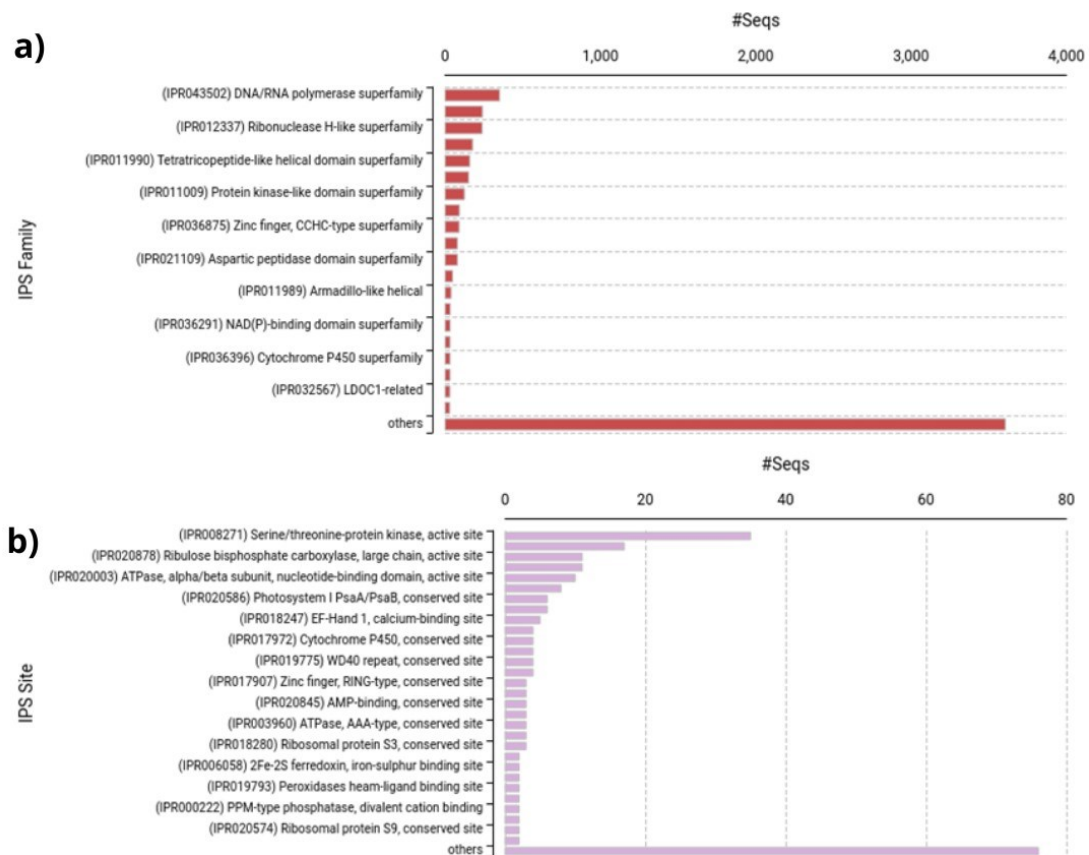 a)
#Seqs
0 1,000 2,000 3,000 4,000
IPS Family
(IPR043502) DNA/RNA polymerase superfamily
(IPR012337) Ribonuclease H-like superfamily
(IPR011990) Tetratricopeptide-like helical domain superfamily
(IPR011009) Protein kinase-like domain superfamily
(IPR036875) Zinc finger, CCHC-type superfamily
(IPR021109) Aspartic peptidase domain superfamily
(IPR011989) Armadillo-like helical
(IPR036291) NAD(P)-binding domain superfamily
(IPR036396) Cytochrome P450 superfamily
(IPR032567) LDOC1-related
others
b)
#Seqs
0 20 40 60 80
IPS Site
(IPR008271) Serine/threonine-protein kinase, active site
(IPR020878) Ribulose bisphosphate carboxylase, large chain, active site
(IPR020003) ATPase, alpha/beta subunit, nucleotide-binding domain, active site
(IPR020586) Photosystem I PsaA/PsaB, conserved site
(IPR018247) EF-Hand 1, calcium-binding site
(IPR017972) Cytochrome P450, conserved site
(IPR019775) WD40 repeat, conserved site
(IPR017907) Zinc finger, RING-type, conserved site
(IPR020845) AMP-binding, conserved site
(IPR003960) ATPase, AAA-type, conserved site
(IPR018280) Ribosomal protein S3, conserved site
(IPR006058) 2Fe-2S ferredoxin, iron-sulphur binding site
(IPR019793) Peroxidases heam-ligand binding site
(IPR000222) PPM-type phosphatase, divalent cation binding
(IPR020574) Ribosomal protein S9, conserved site
others